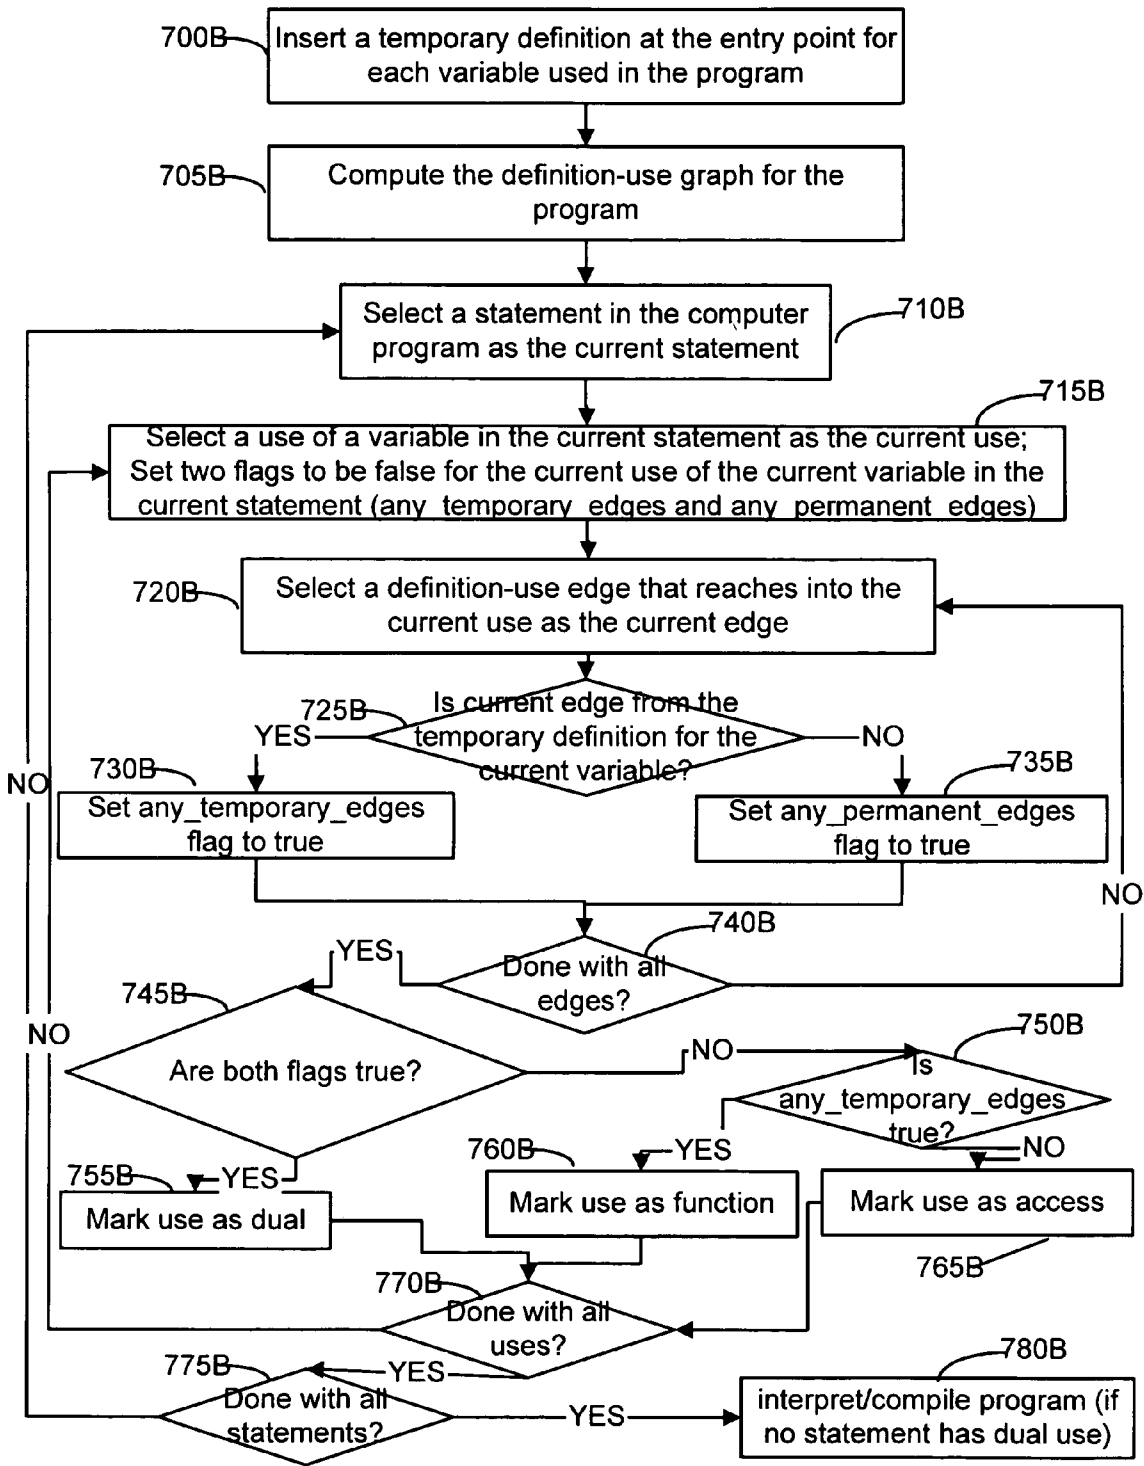 700B
Insert a temporary definition at the entry point for
each variable used in the program
705B
Compute the definition-use graph for the
program
710B
Select a statement in the computer
program as the current statement
715B
Select a use of a variable in the current statement as the current use;
Set two flags to be false for the current use of the current variable in the
current statement (any_temporary_edges and any_permanent_edges)
720B
Select a definition-use edge that reaches into the
current use as the current edge
725B
Is current edge from the
temporary definition for the
current variable?
YES
NO
NO
730B
Set any_temporary_edges
flag to true
735B
Set any_permanent_edges
flag to true
NO
740B
Done with all
edges?
YES
745B
Are both flags true?
NO
NO
750B
Is
any_temporary_edges
true?
YES
NO
755B
YES
Mark use as dual
760B
Mark use as function
Mark use as access
765B
770B
Done with all
uses?
YES
775B
Done with all
statements?
YES
780B
interpret/compile program (if
no statement has dual use)